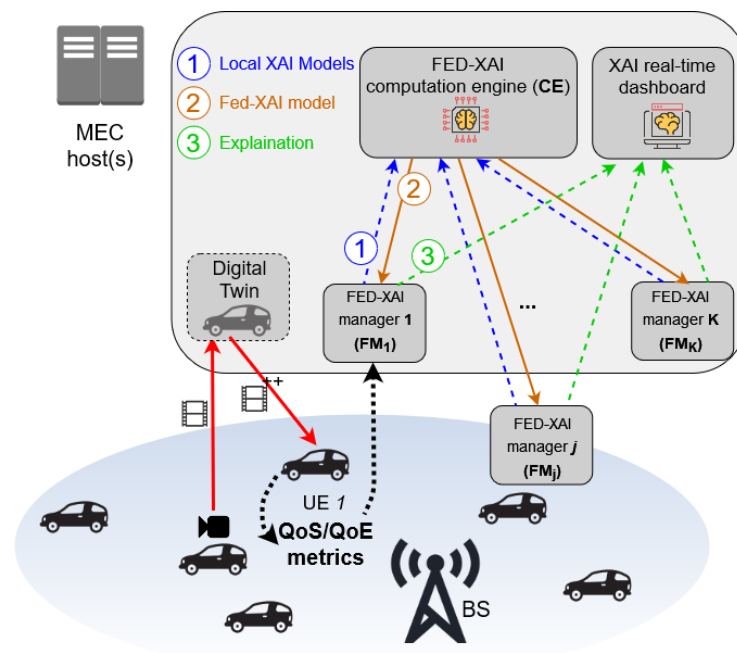 MEC
host(s)
1 Local XAI Models
2 Fed-XAI model
3 Explaination
FED-XAI
computation engine (CE)
XAI real-time
dashboard
2
1
3
Digital
Twin
FED-XAI
manager 1
(FM1)
...
FED-XAI
manager K
(FMK)
++
FED-XAI
manager j
(FMj)
UE 1
QoS/QoE
metrics
BS